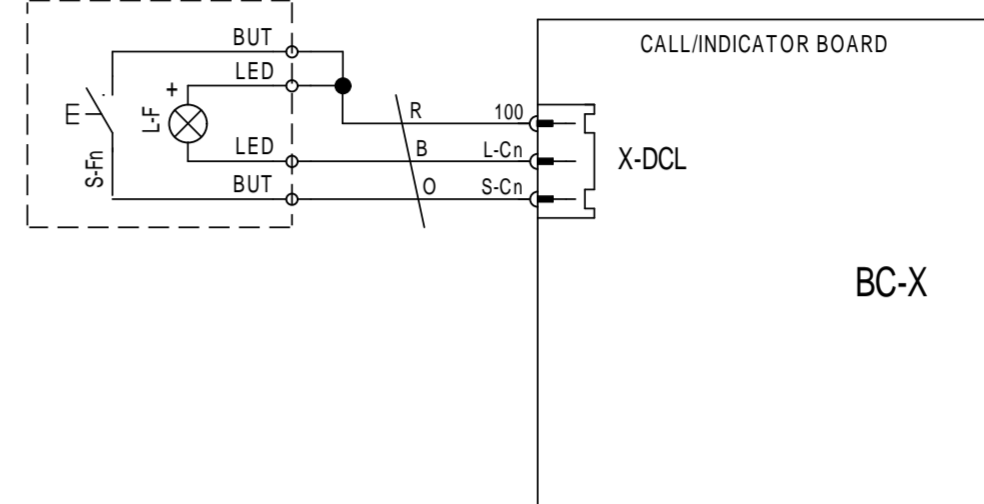 BUT
CALL/INDICATOR BOARD
LED
+
L-F
R
100
LED
B
L-Cn
X-DCL
S-Fn
BUT
O
S-Cn
BC-X